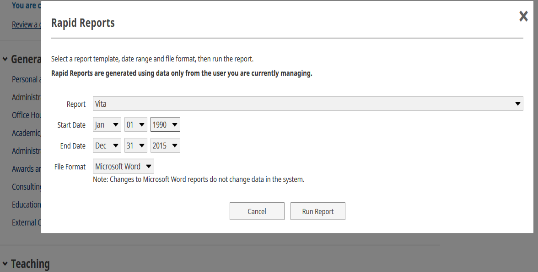 You are c
Rapid Reports
Review a c
Select a report template, date range and file format, then run the report.
Genera
Rapid Reports are generated using data only from the user you are currently managing.
Personal a
Administr
Report Vita
Office Ho
Start Date Jan 01 1990
Academic
End Date Dec 31 2015
Administr
File Format Microsoft Word
Awards an
Note: Changes to Microsoft Word reports do not change data in the system.
Consulting
Education
Cancel Run Report
External C
Teaching